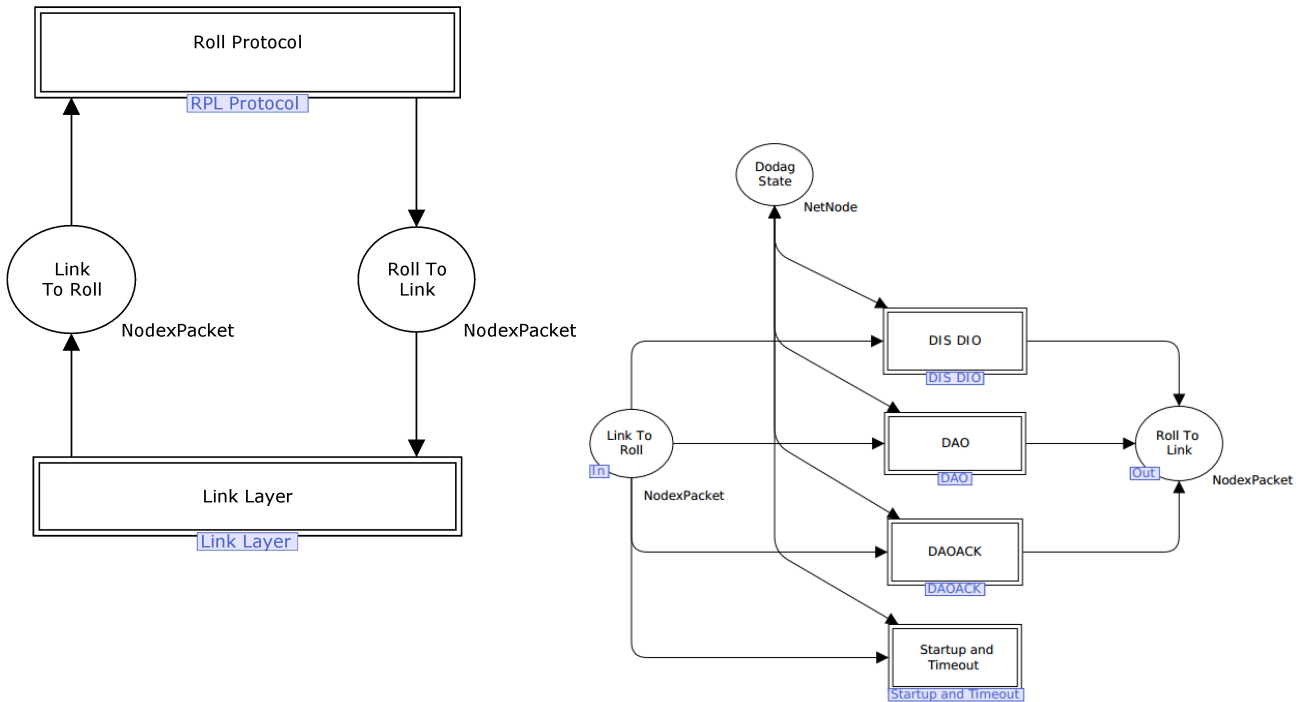 Roll Protocol
RPL Protocol
Link
To Roll
NodexPacket
Roll To
Link
NodexPacket
Link Layer
Link Layer
Dodag
State
NetNode
DIS DIO
DIS DIO
Link To
Roll
In
NodexPacket
DAO
DAO
Roll To
Link
Out
NodexPacket
DAOACK
DAOACK
Startup and
Timeout
Startup and Timeout